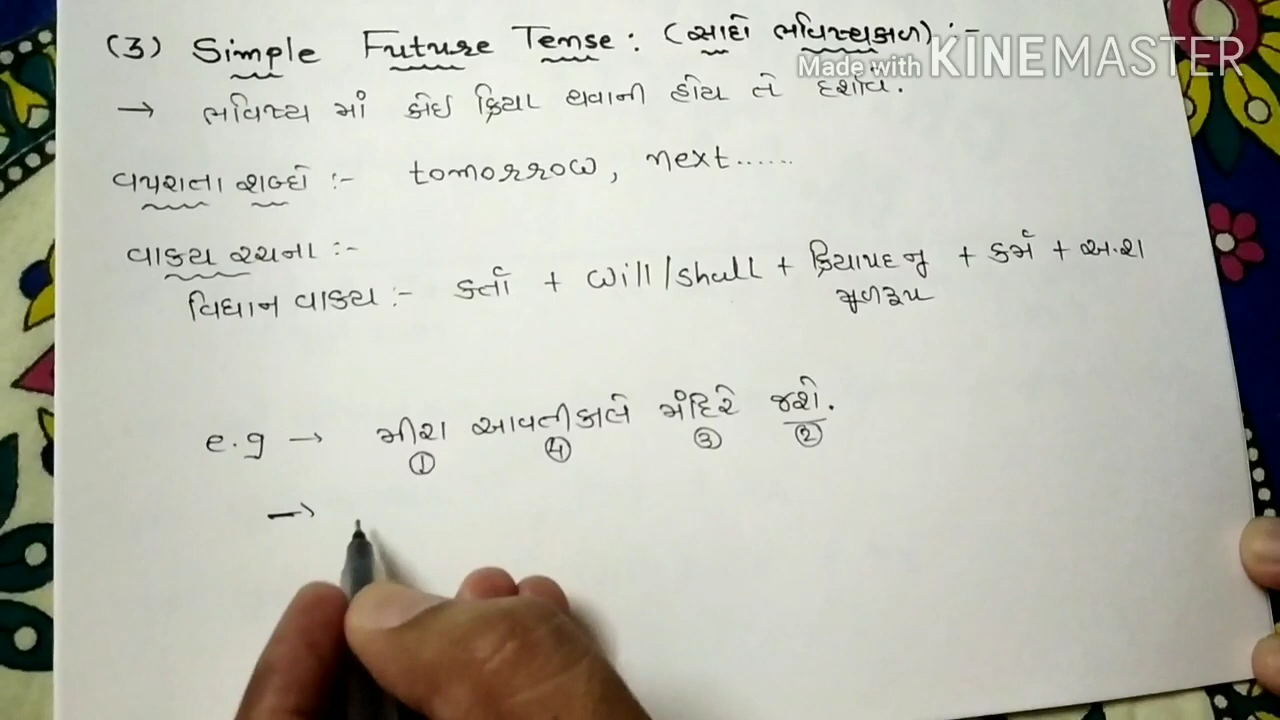 (3) Simple Future Tense : (સાદો ભવિષ્યકાળ) :-
Made with KINEMASTER
→ ભવિષ્ય માં કોઇ ક્રિયા થવાની હોય તે દર્શાવે.
વપરાતા શબ્દો :- tomorrow, next......
વાક્ય રચના :-
વિધાન વાક્ય :- કર્તા + will/shall + ક્રિયાપદ નુ + કર્મ + અ.શ
મૂળરૂપ
e.g → મીરા આવતીકાલે મંદિરે જશે.
① ④ ③ ②
→